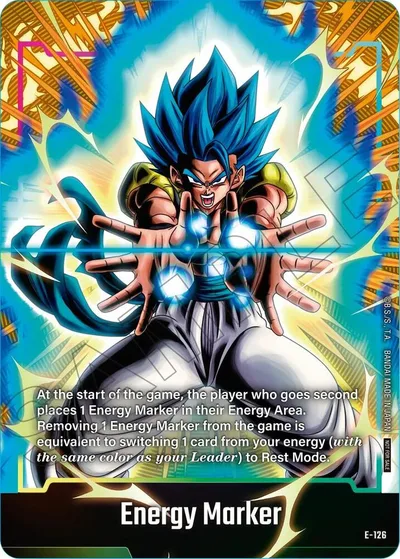 SAMPLE
©B.S./S., T.A. BANDAI MADE IN JAPAN NOT FOR SALE
At the start of the game, the player who goes second
places 1 Energy Marker in their Energy Area.
Removing 1 Energy Marker from the game is
equivalent to switching 1 card from your energy (with
the same color as your Leader) to Rest Mode.
Energy Marker
E-126